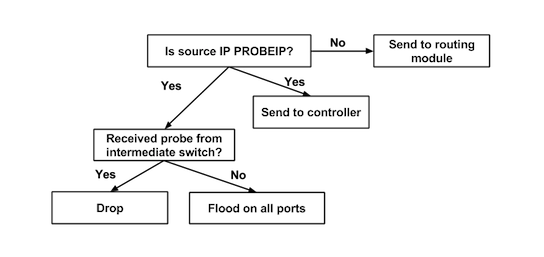 Is source IP PROBEIP?
No
Send to routing
module
Yes
Yes
Send to controller
Received probe from
intermediate switch?
Yes
No
Drop
Flood on all ports